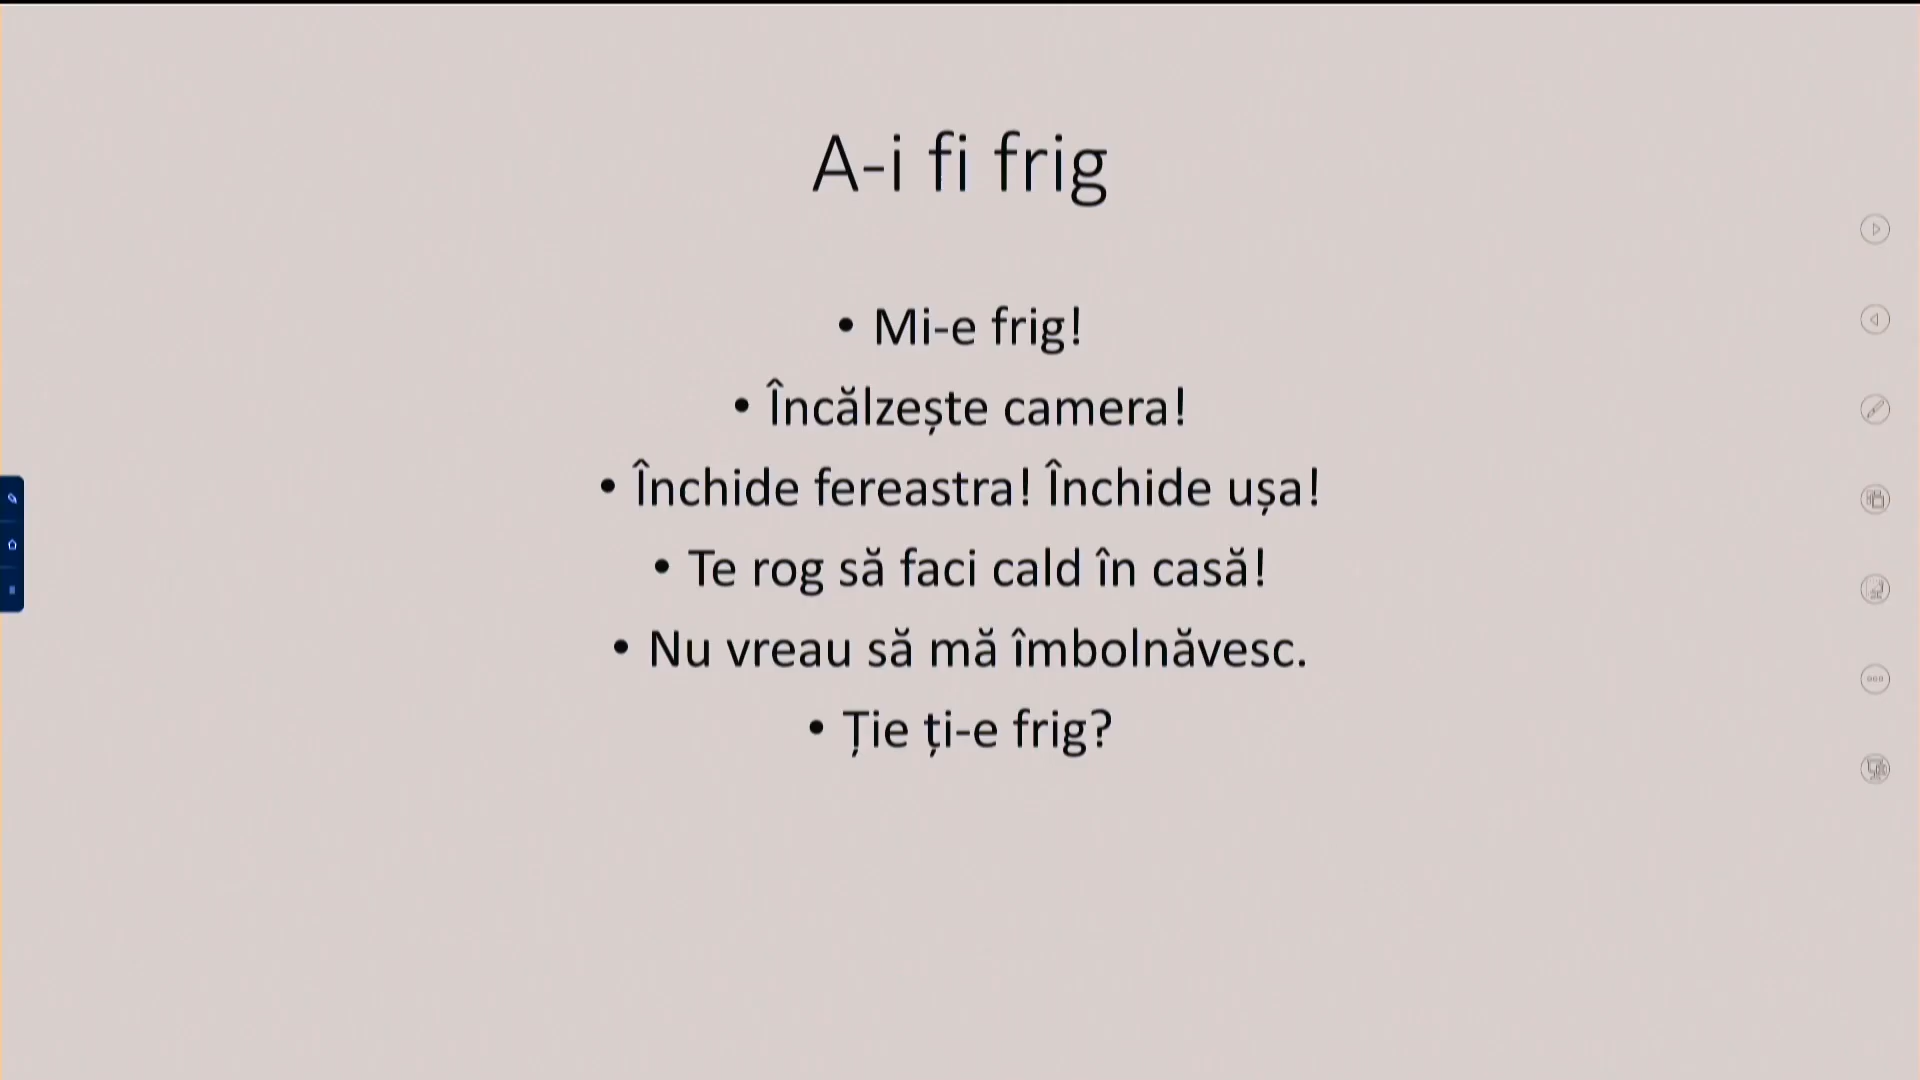 A-i fi frig
• Mi-e frig!
• Încălzește camera!
• Închide fereastra! Închide ușa!
• Te rog să faci cald în casă!
• Nu vreau să mă îmbolnăvesc.
• Ție ți-e frig?